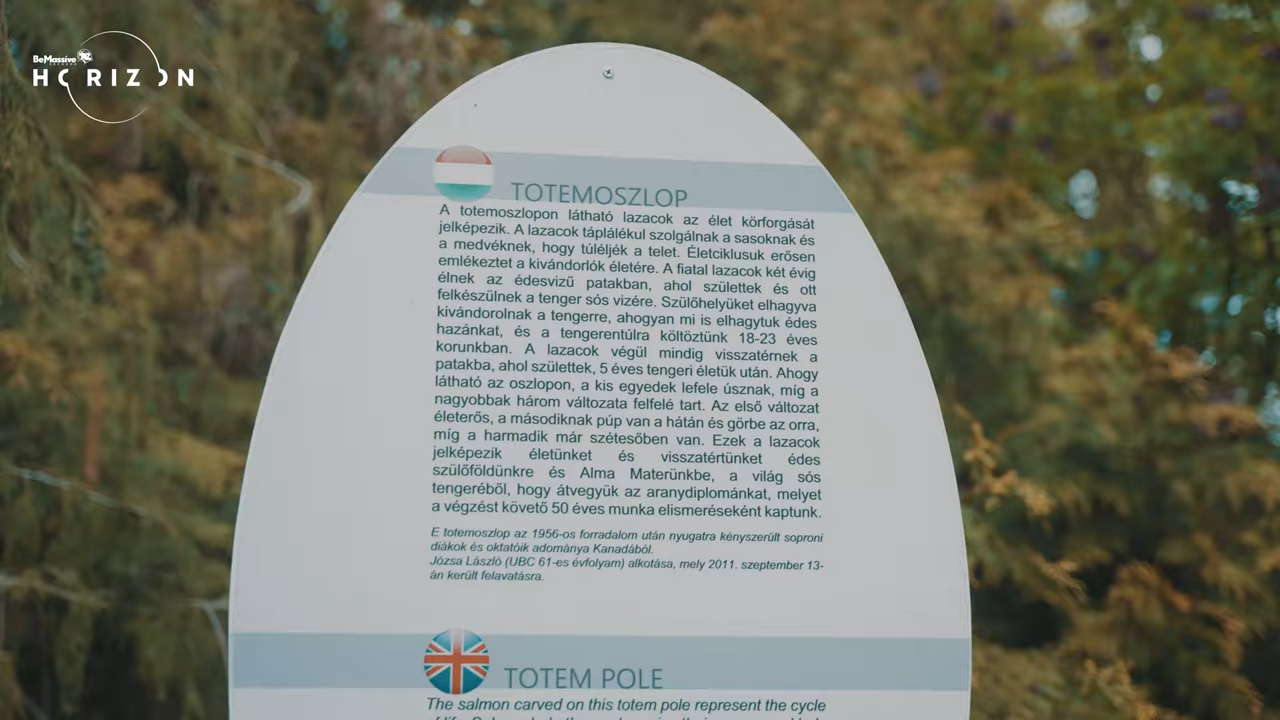 BeMassive
HORIZON
TOTEMOSZLOP
A totemoszlopon látható lazacok az élet körforgását
jelképezik. A lazacok táplálékul szolgálnak a sasoknak és
a medvéknek, hogy túléljék a telet. Életciklusuk erősen
emlékeztet a kivándorlók életére. A fiatal lazacok két évig
élnek az édesvizű patakban, ahol születtek és ott
felkészülnek a tenger sós vizére. Szülőhelyüket elhagyva
kivándorolnak a tengerre, ahogyan mi is elhagytuk édes
hazánkat, és a tengerentúlra költöztünk 18-23 éves
korunkban. A lazacok végül mindig visszatérnek a
patakba, ahol születtek, 5 éves tengeri életük után. Ahogy
látható az oszlopon, a kis egyedek lefele úsznak, míg a
nagyobbak három változata felfelé tart. Az első változat
életerős, a másodiknak púp van a hátán és görbe az orra,
míg a harmadik már szétesőben van. Ezek a lazacok
jelképezik életünket és visszatértünket édes
szülőföldünkre és Alma Materünkbe, a világ sós
tengeréből, hogy átvegyük az aranydiplománkat, melyet
a végzést követő 50 éves munka elismeréseként kaptunk.
E totemoszlop az 1956-os forradalom után nyugatra kényszerült soproni
diákok és oktatóik adománya Kanadából.
Józsa László (UBC 61-es évfolyam) alkotása, mely 2011. szeptember 13-
án került felavatásra.
TOTEM POLE
The salmon carved on this totem pole represent the cycle